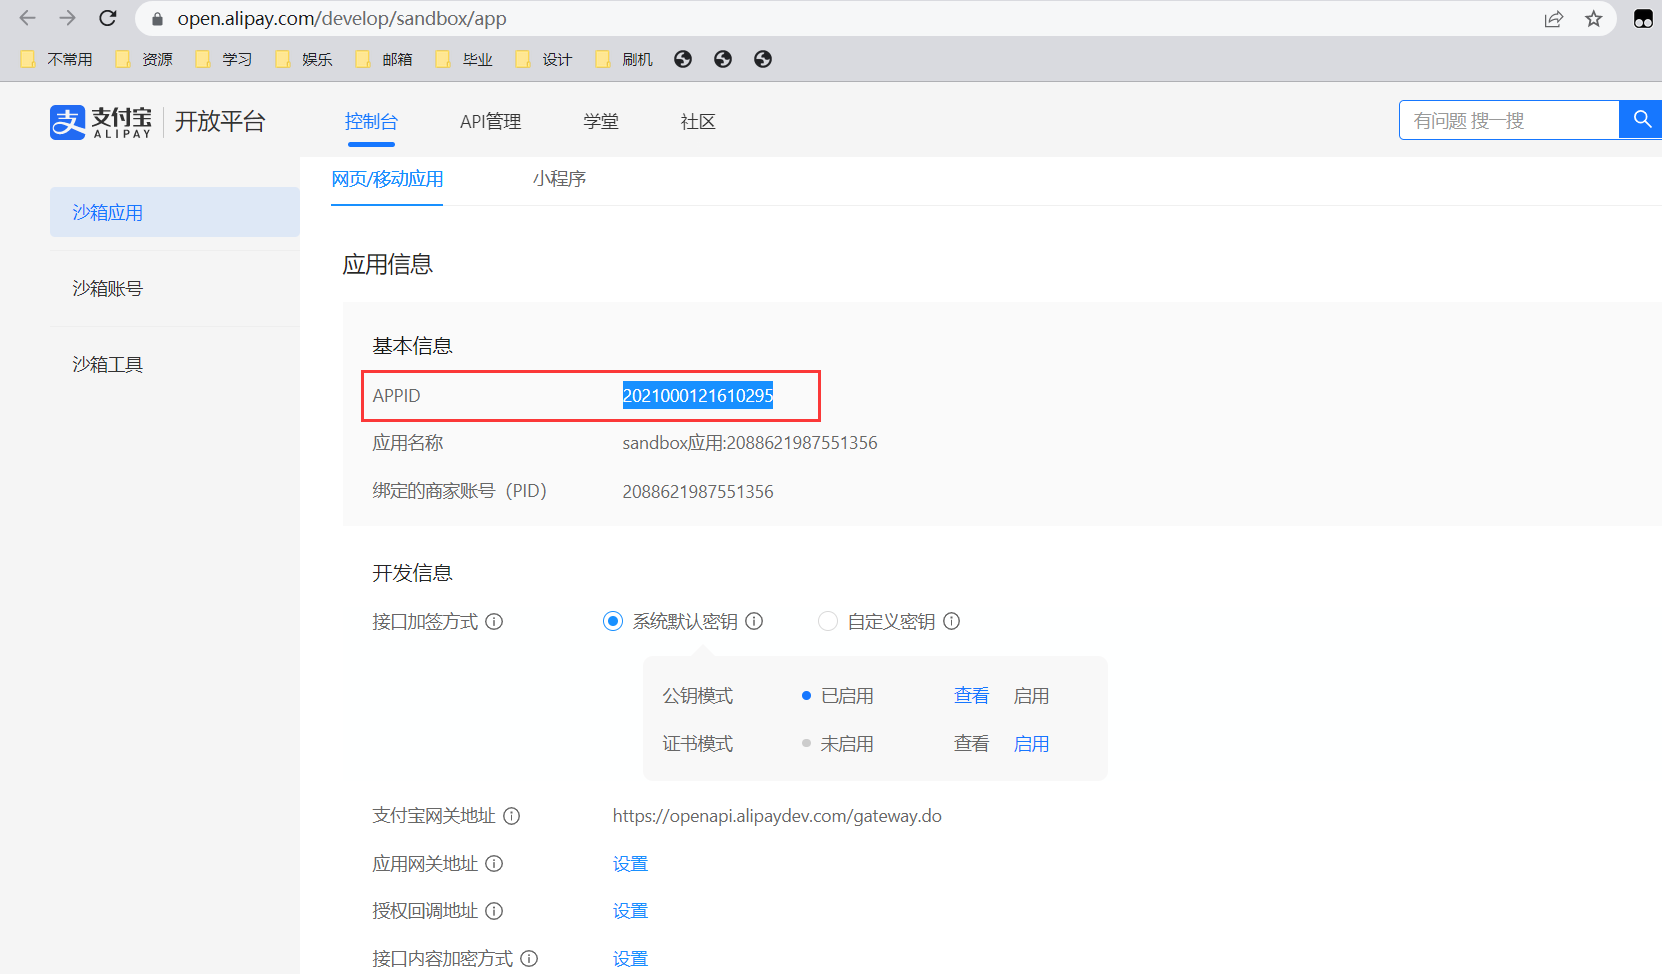 open.alipay.com/develop/sandbox/app
不常用 资源 学习 娱乐 邮箱 毕业 设计 刷机
支 支付宝 ALIPAY 开放平台 控制台 API管理 学堂 社区 有问题 搜一搜
网页/移动应用 小程序
沙箱应用
沙箱账号
沙箱工具
应用信息
基本信息
APPID 2021000121610295
应用名称 sandbox应用:2088621987551356
绑定的商家账号（PID） 2088621987551356
开发信息
接口加签方式 系统默认密钥 自定义密钥
公钥模式 已启用 查看 启用
证书模式 未启用 查看 启用
支付宝网关地址 https://openapi.alipaydev.com/gateway.do
应用网关地址 设置
授权回调地址 设置
接口内容加密方式 设置